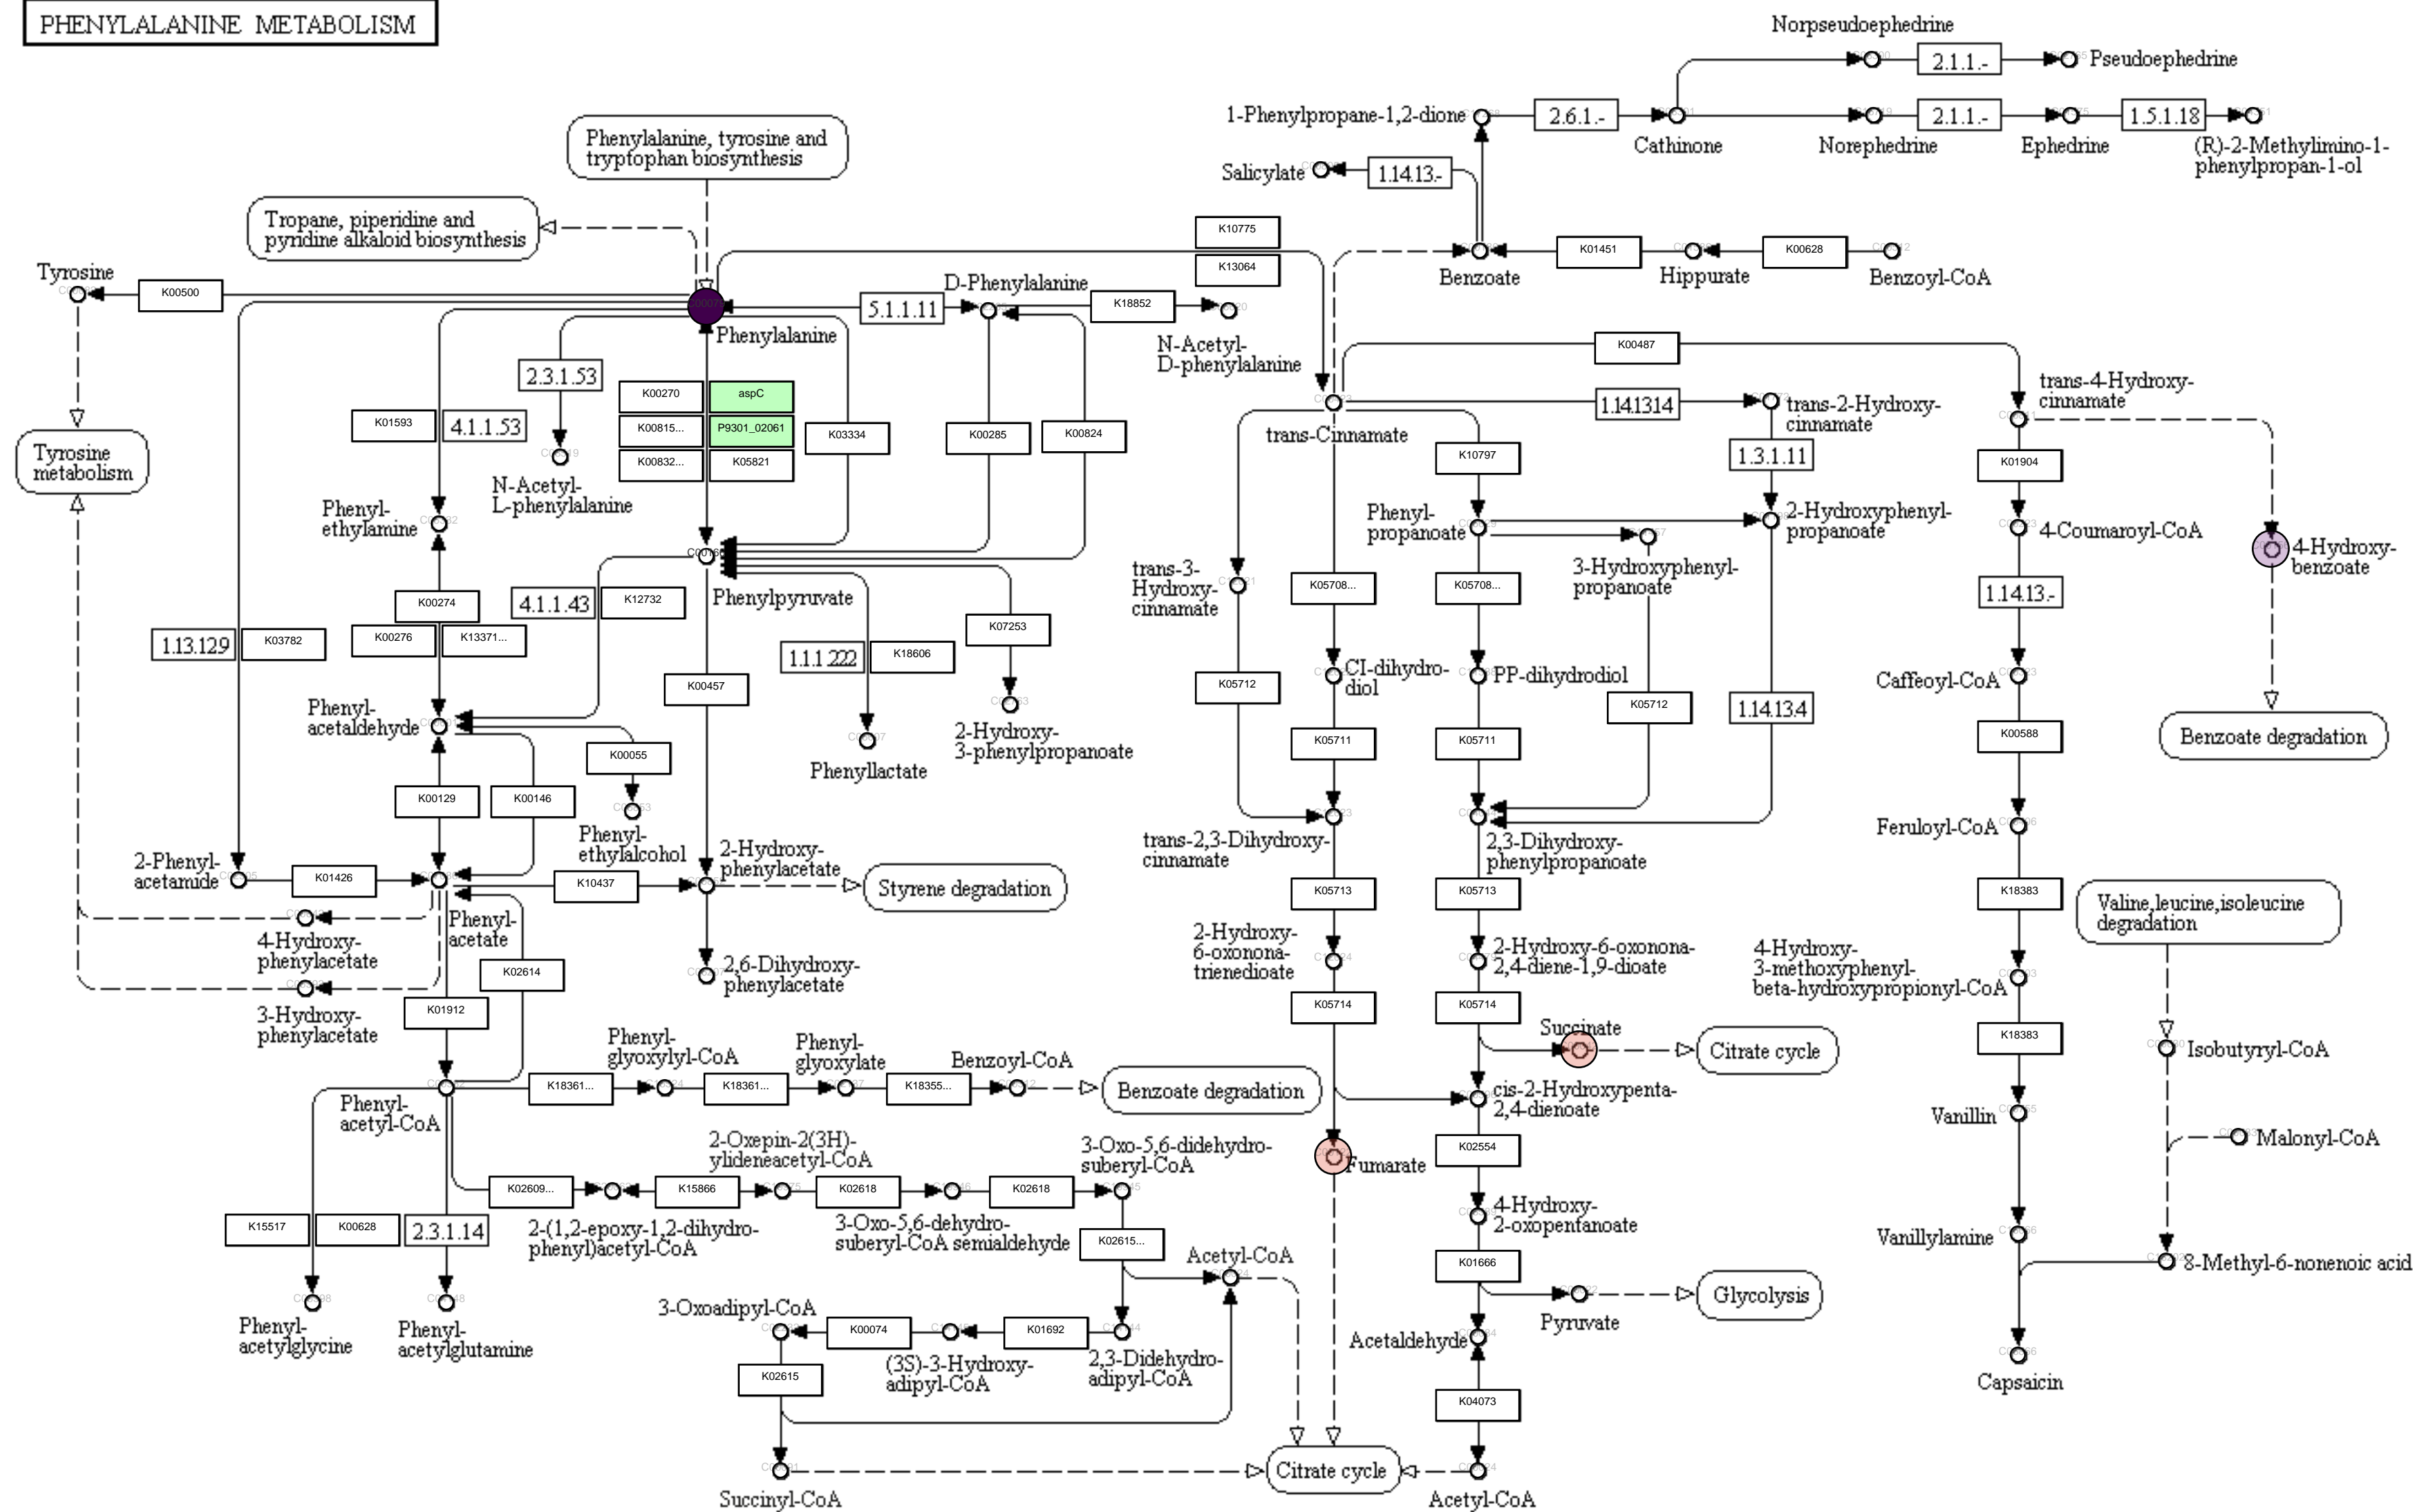 PHENYLALANINE METABOLISM
Norpseudoephedrine
2.1.1.-
Pseudoephedrine
1-Phenylpropane-1,2-dione
2.6.1.-
Cathinone
2.1.1.-
Norephedrine
Ephedrine
1.5.1.18
(R)-2-Methylimino-1-
phenylpropan-1-ol
Salicylate
1.14.13.-
Phenylalanine, tyrosine and
tryptophan biosynthesis
Tropane, piperidine and
pyridine alkaloid biosynthesis
K10775
K13064
Benzoate
K01451
Hippurate
K00628
Benzoyl-CoA
Tyrosine
K00500
Phenylalanine
5.1.1.11
D-Phenylalanine
K18852
N-Acetyl-
D-phenylalanine
K00487
2.3.1.53
K00270
aspC
K00815...
P9301_02061
K00832...
K05821
K03334
K00285
K00824
K01593
4.1.1.53
N-Acetyl-
L-phenylalanine
Tyrosine
metabolism
trans-Cinnamate
1.14.1314
trans-2-Hydroxy-
cinnamate
trans-4-Hydroxy-
cinnamate
K10797
1.3.1.11
K01904
Phenyl-
ethylamine
Phenyl-
propanoate
2-Hydroxyphenyl-
propanoate
4-Coumaroyl-CoA
4-Hydroxy-
benzoate
3-Hydroxyphenyl-
propanoate
trans-3-
Hydroxy-
cinnamate
K05708...
K05708...
1.14.13.-
Phenylpyruvate
K00274
4.1.1.43
K12732
K00276
K13371...
1.13.129
K03782
1.1.1.222
K18606
K07253
K00457
K05712
CI-dihydro-
diol
PP-dihydrodiol
K05712
1.14.13.4
Caffeoyl-CoA
Phenyl-
acetaldehyde
K00055
Phenyllactate
2-Hydroxy-
3-phenylpropanoate
K05711
K05711
K00588
Benzoate degradation
K00129
K00146
Phenyl-
ethylalcohol
trans-2,3-Dihydroxy-
cinnamate
2,3-Dihydroxy-
phenylpropanoate
Feruloyl-CoA
2-Phenyl-
acetamide
K01426
K10437
2-Hydroxy-
phenylacetate
Styrene degradation
K05713
K05713
K18383
Valine,leucine,isoleucine
degradation
Phenyl-
acetate
4-Hydroxy-
phenylacetate
K02614
2,6-Dihydroxy-
phenylacetate
2-Hydroxy-
6-oxonona-
trienedioate
2-Hydroxy-6-oxonona-
2,4-diene-1,9-dioate
4-Hydroxy-
3-methoxyphenyl-
beta-hydroxypropionyl-CoA
3-Hydroxy-
phenylacetate
K01912
K05714
K05714
K18383
Succinate
Citrate cycle
Isobutyryl-CoA
Phenyl-
glyoxylyl-CoA
Phenyl-
glyoxylate
Benzoyl-CoA
Phenyl-
acetyl-CoA
K18361...
K18361...
K18355...
Benzoate degradation
cis-2-Hydroxypenta-
2,4-dienoate
Vanillin
Malonyl-CoA
2-Oxepin-2(3H)-
ylideneacetyl-CoA
3-Oxo-5,6-didehydro-
suberyl-CoA
Fumarate
K02554
K02609...
K15866
K02618
K02618
K15517
K00628
2.3.1.14
2-(1,2-epoxy-1,2-dihydro-
phenyl)acetyl-CoA
3-Oxo-5,6-dehydro-
suberyl-CoA semialdehyde
K02615...
Acetyl-CoA
4-Hydroxy-
2-oxopentanoate
Vanillylamine
8-Methyl-6-nonenoic acid
K01666
Pyruvate
Glycolysis
Phenyl-
acetylglycine
Phenyl-
acetylglutamine
3-Oxoadipyl-CoA
K00074
K01692
(3S)-3-Hydroxy-
adipyl-CoA
2,3-Didehydro-
adipyl-CoA
Acetaldehyde
Capsaicin
K02615
K04073
Citrate cycle
Succinyl-CoA
Acetyl-CoA